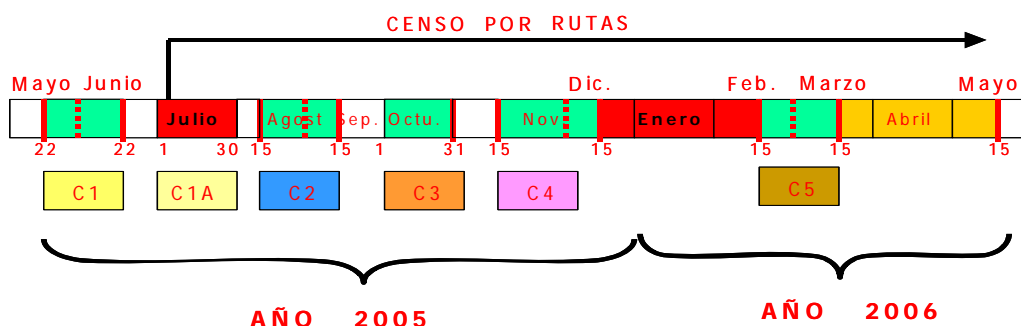 CENSO POR RUTAS
Mayo Junio Dic. Feb. Marzo Mayo
Julio Agost Sep. Octu. Nov Enero Abril
22 22 1 30 15 15 1 31 15 15 15 15 15
C1 C1A C2 C3 C4 C5
AÑO 2005 AÑO 2006